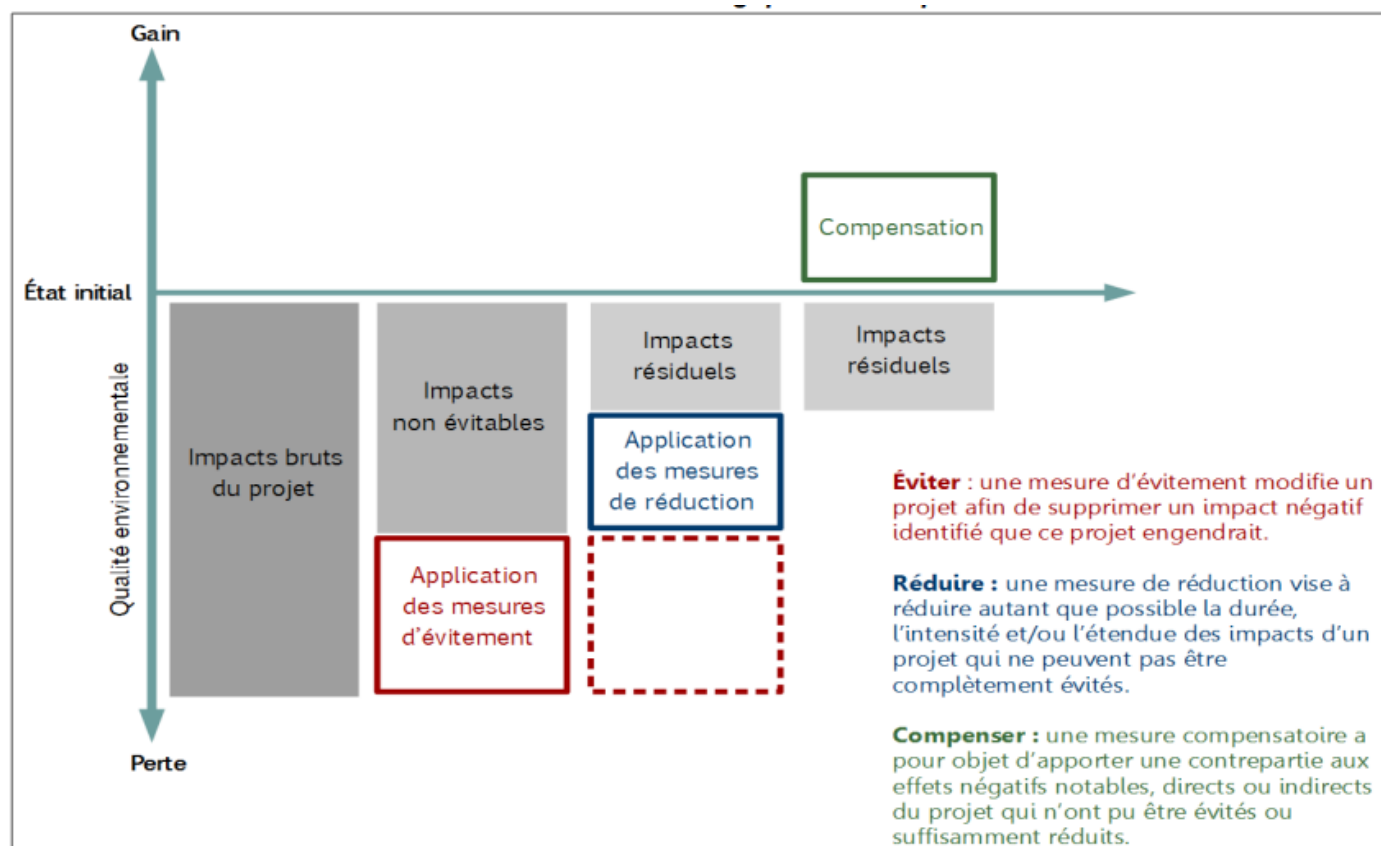 Gain
Compensation
État initial
Qualité environnementale
Impacts bruts
du projet
Impacts
non évitables
Application
des mesures
d'évitement
Impacts
résiduels
Application
des mesures
de réduction
Impacts
résiduels
Perte
Éviter : une mesure d'évitement modifie un
projet afin de supprimer un impact négatif
identifié que ce projet engendrait.
Réduire : une mesure de réduction vise à
réduire autant que possible la durée,
l'intensité et/ou l'étendue des impacts d'un
projet qui ne peuvent pas être
complètement évités.
Compenser : une mesure compensatoire a
pour objet d'apporter une contrepartie aux
effets négatifs notables, directs ou indirects
du projet qui n'ont pu être évités ou
suffisamment réduits.